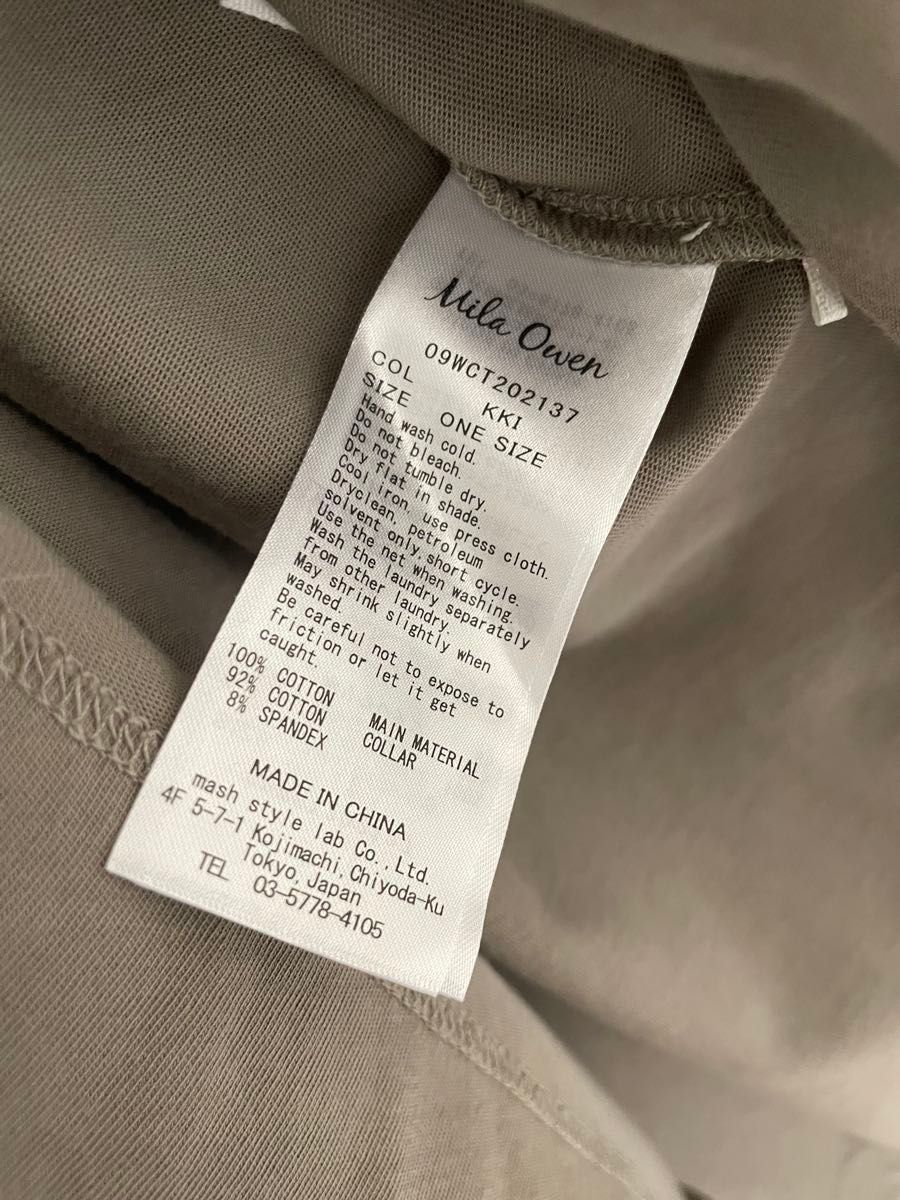 Mila Owen
09WCT202137
COL KKI
SIZE ONE SIZE
Hand wash cold.
Do not bleach.
Do not tumble dry.
Dry flat in shade.
Cool iron, use press cloth.
Dryclean, petroleum
solvent only, short cycle.
Use the net when washing.
Wash the laundry separately
from other laundry.
May shrink slightly when
washed.
Be careful not to expose to
friction or let it get
caught.
100% COTTON MAIN MATERIAL
92% COTTON COLLAR
8% SPANDEX
MADE IN CHINA
mash style lab Co., Ltd.
4F 5-7-1 Kojimachi, Chiyoda-Ku
Tokyo, Japan
TEL 03-5778-4105